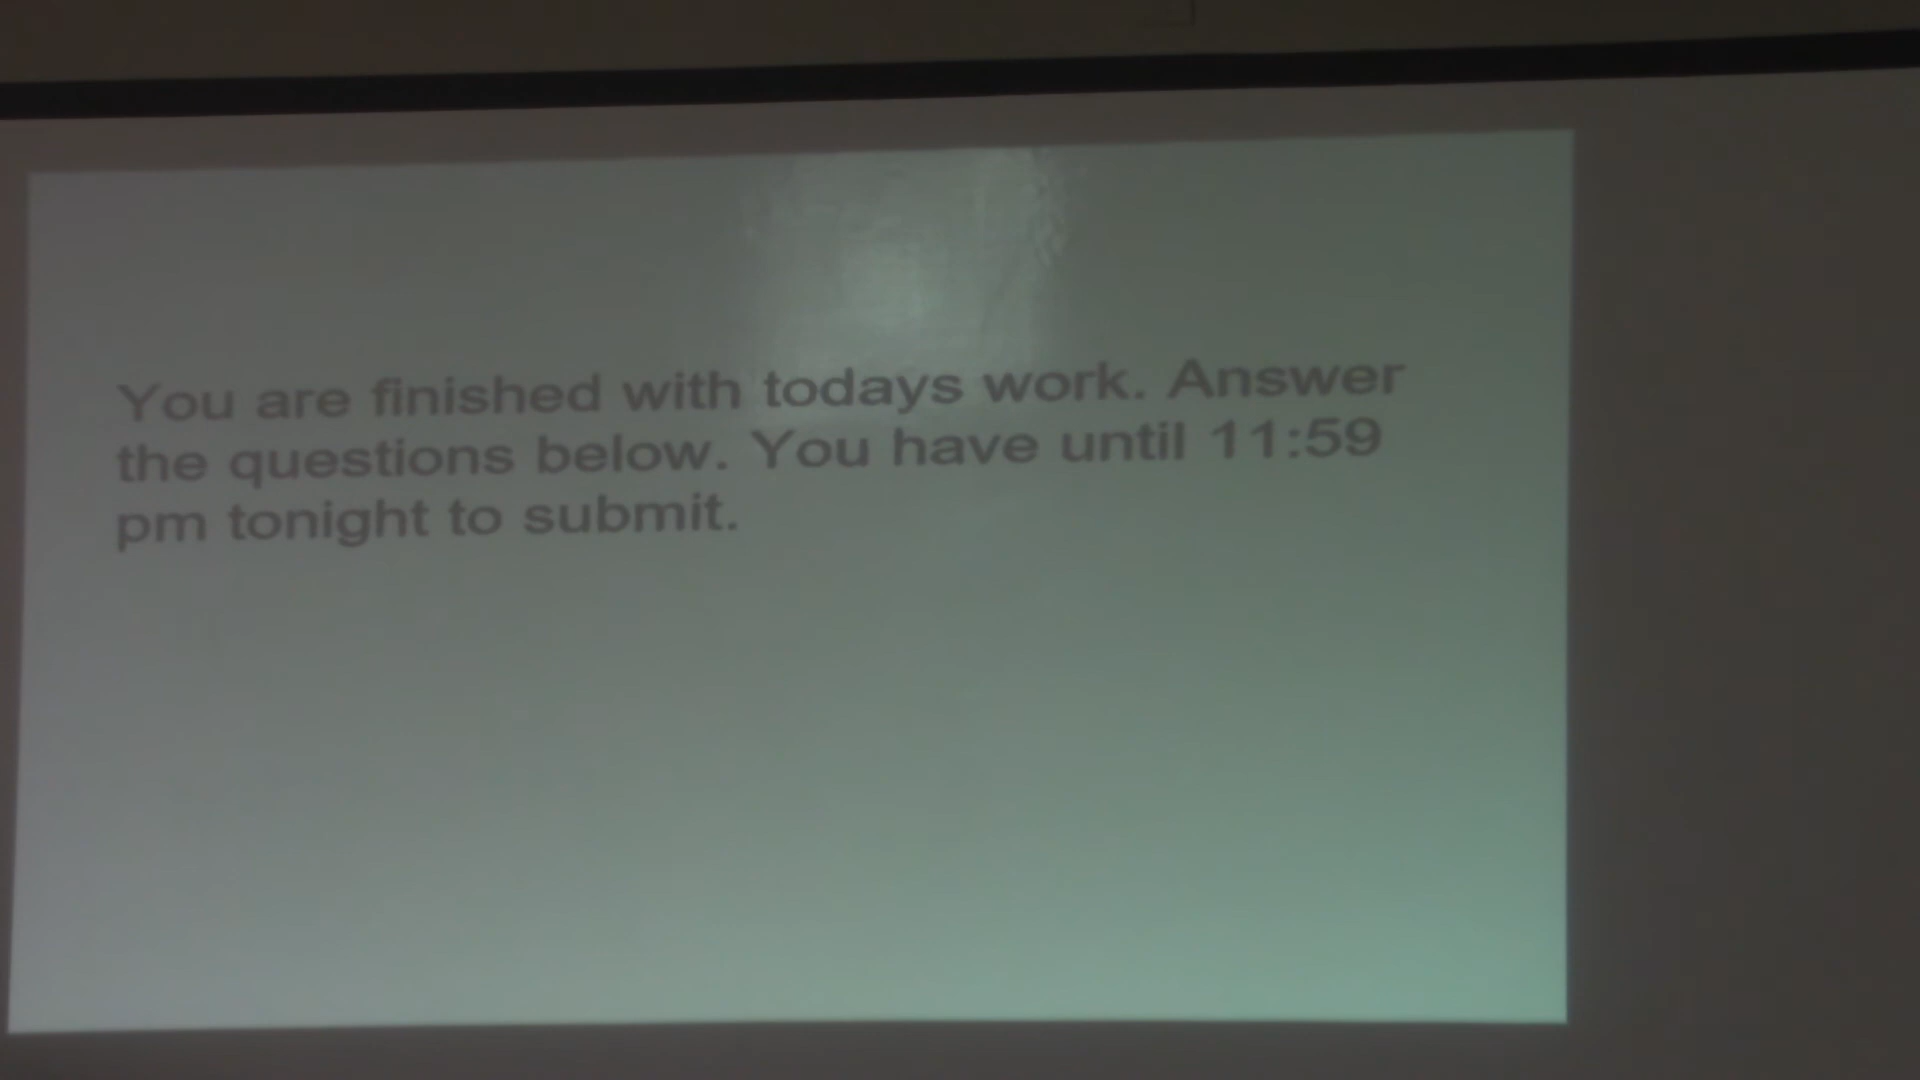 You are finished with todays work. Answer
the questions below. You have until 11:59
pm tonight to submit.